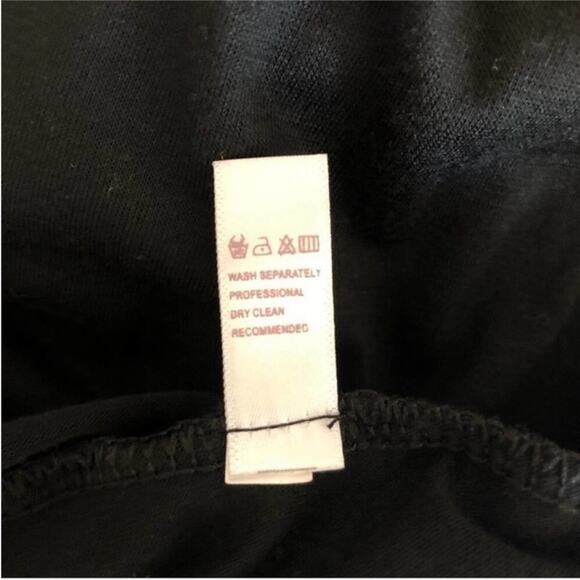 WASH SEPARATELY
PROFESSIONAL
DRY CLEAN
RECOMMENDED